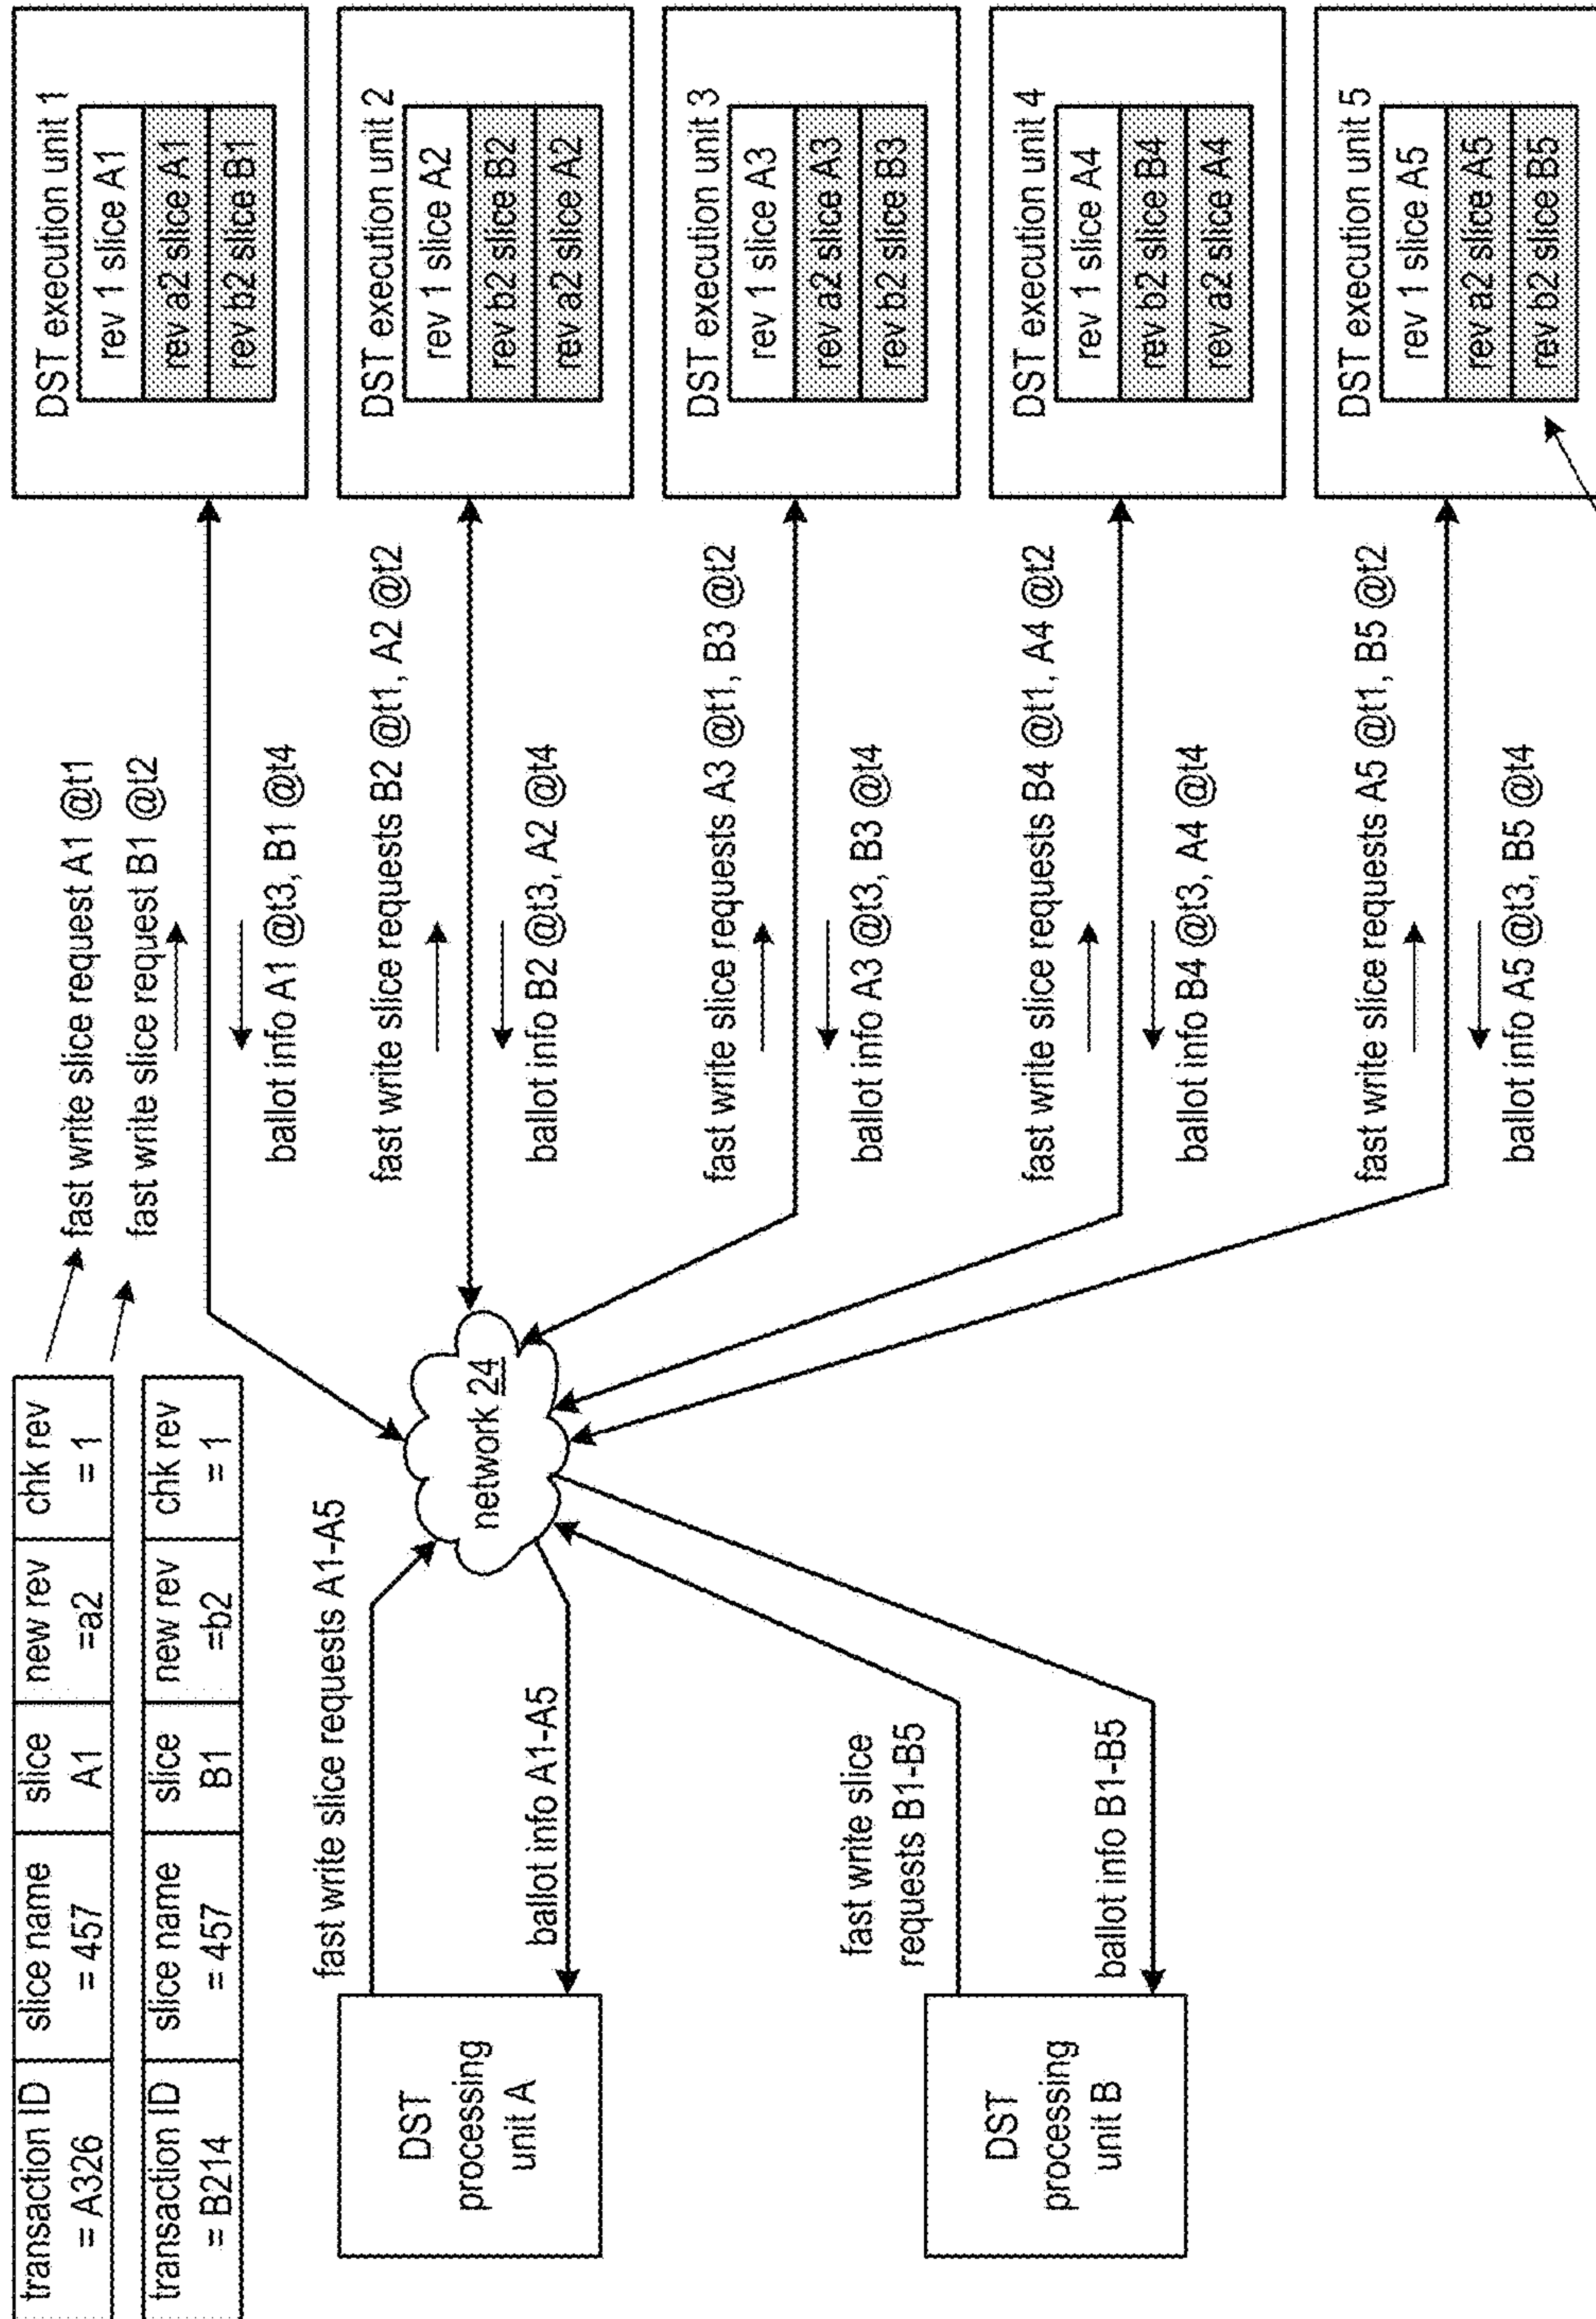 transaction ID
= A326
slice name
= 457
slice
A1
new rev
=a2
chk rev
= 1
transaction ID
= B214
slice name
= 457
slice
B1
new rev
=b2
chk rev
= 1
fast write slice request A1 @t1
fast write slice request B1 @t2
ballot info A1 @t3, B1 @t4
DST execution unit 1
rev 1 slice A1
rev a2 slice A1
rev b2 slice B1
DST
processing
unit A
fast write slice requests A1-A5
ballot info A1-A5
network 24
fast write slice requests B2 @t1, A2 @t2
ballot info B2 @t3, A2 @t4
DST execution unit 2
rev 1 slice A2
rev b2 slice B2
rev a2 slice A2
fast write slice requests A3 @t1, B3 @t2
ballot info A3 @t3, B3 @t4
DST execution unit 3
rev 1 slice A3
rev a2 slice A3
rev b2 slice B3
DST
processing
unit B
fast write slice
requests B1-B5
ballot info B1-B5
fast write slice requests B4 @t1, A4 @t2
ballot info B4 @t3, A4 @t4
DST execution unit 4
rev 1 slice A4
rev b2 slice B4
rev a2 slice A4
fast write slice requests A5 @t1, B5 @t2
ballot info A5 @t3, B5 @t4
DST execution unit 5
rev 1 slice A5
rev a2 slice A5
rev b2 slice B5